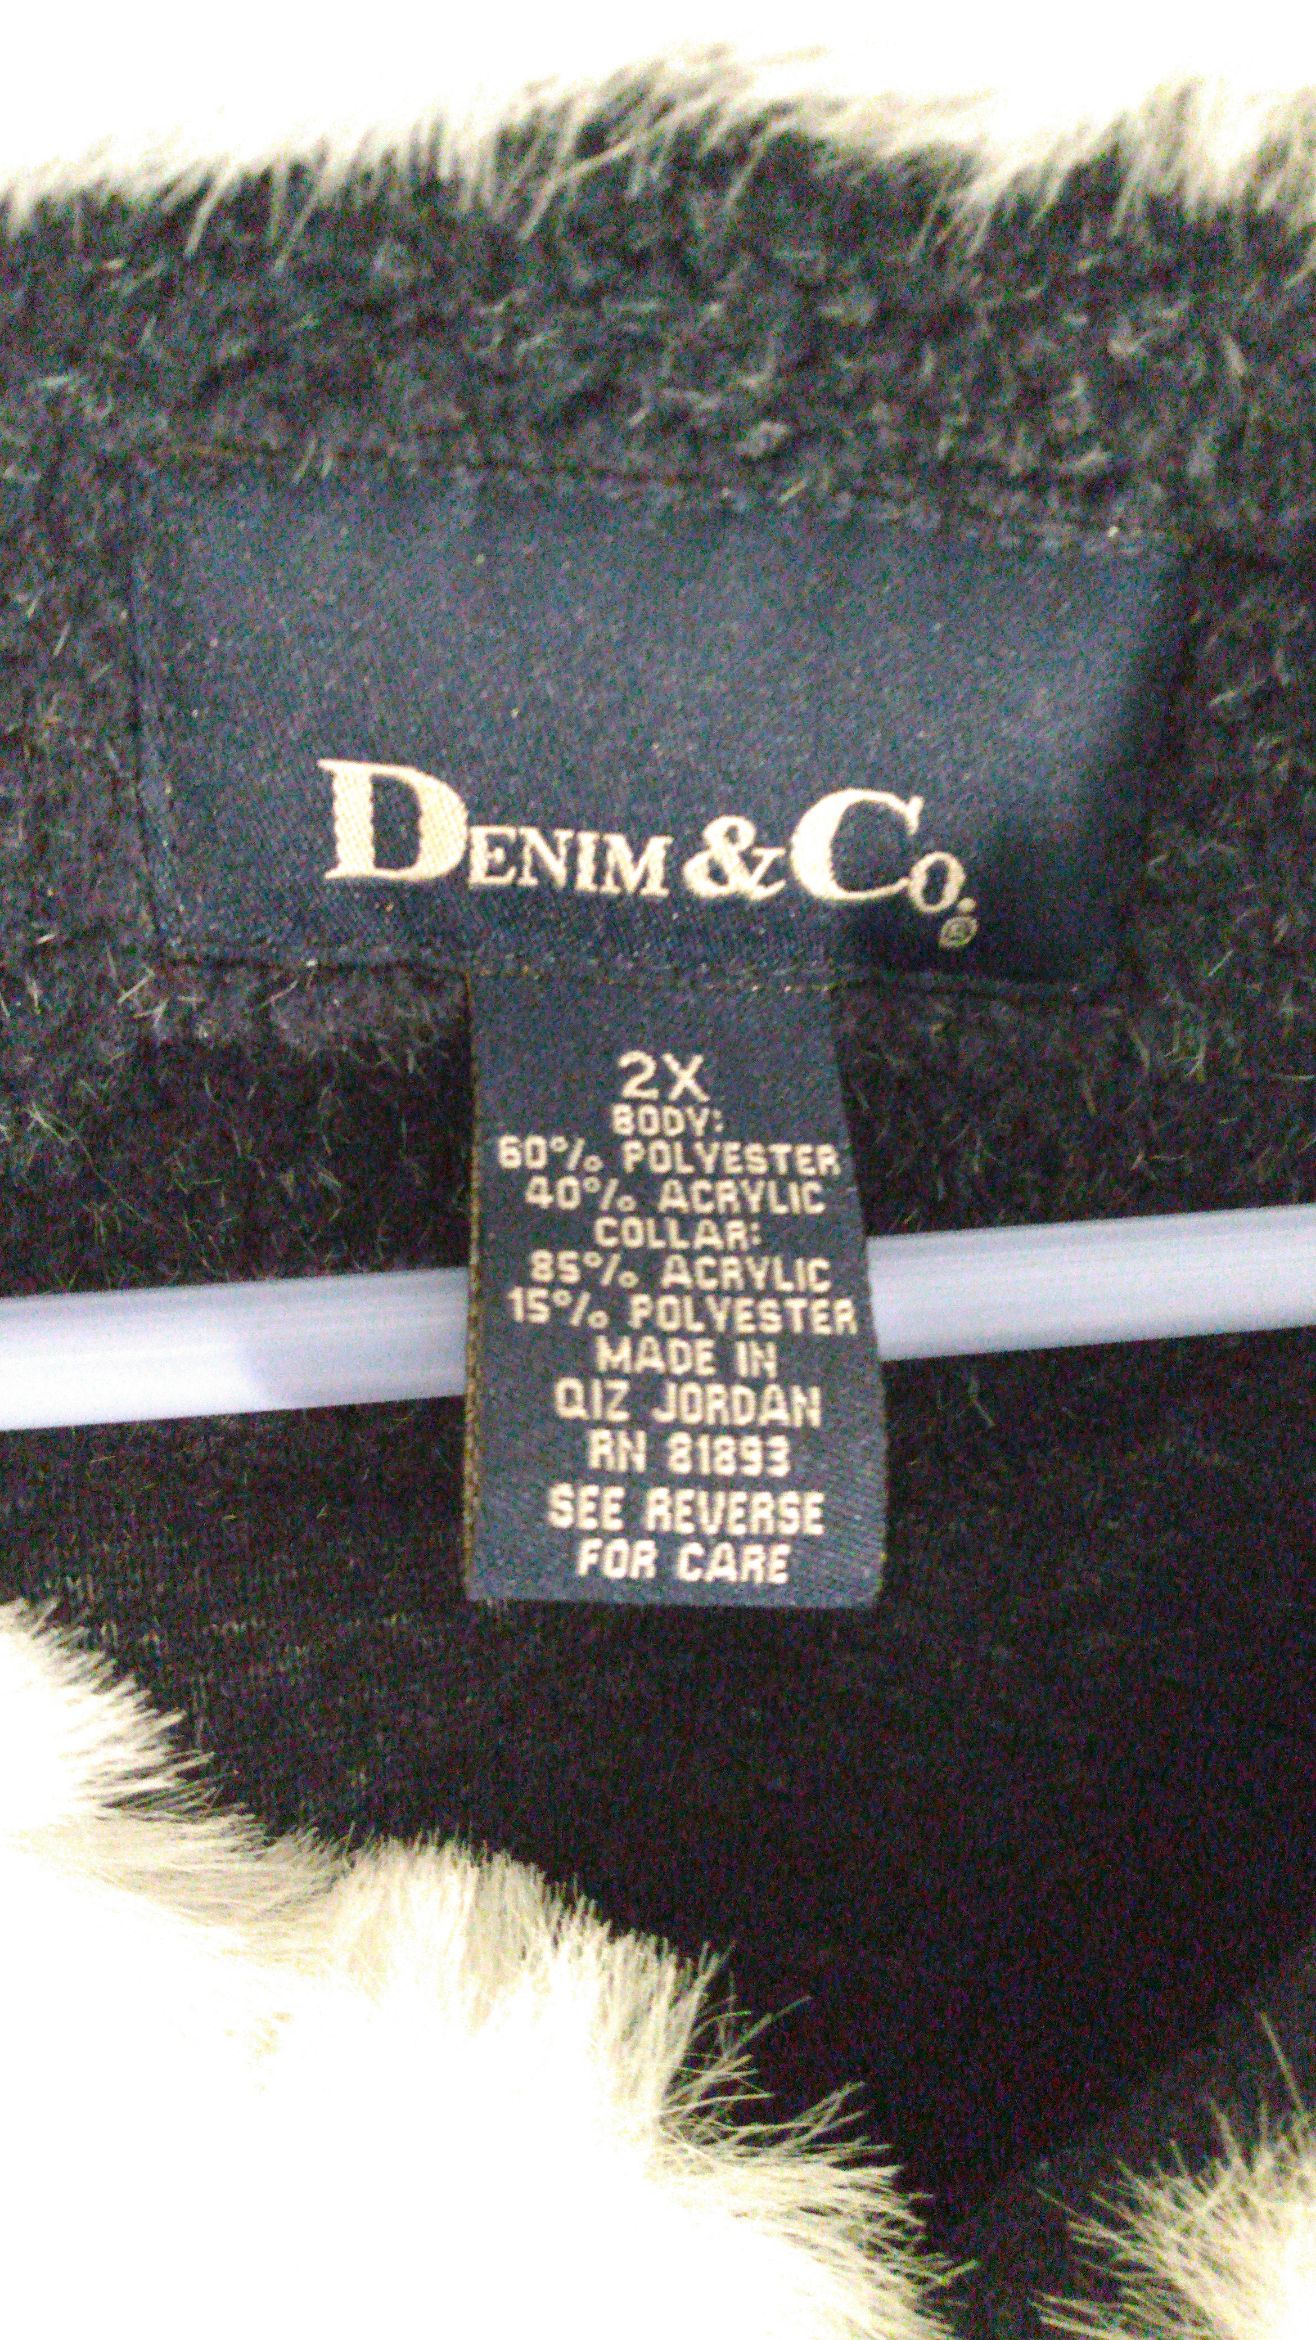 DENIM & CO.®
2X
BODY:
60% POLYESTER
40% ACRYLIC
COLLAR:
85% ACRYLIC
15% POLYESTER
MADE IN
QIZ JORDAN
RN 81893
SEE REVERSE
FOR CARE